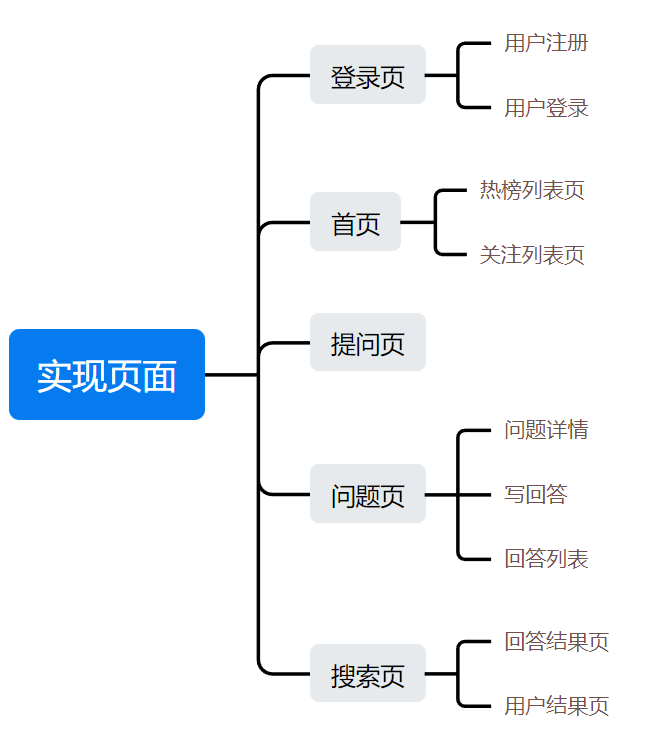 实现页面
登录页
用户注册
用户登录
首页
热榜列表页
关注列表页
提问页
问题页
问题详情
写回答
回答列表
搜索页
回答结果页
用户结果页